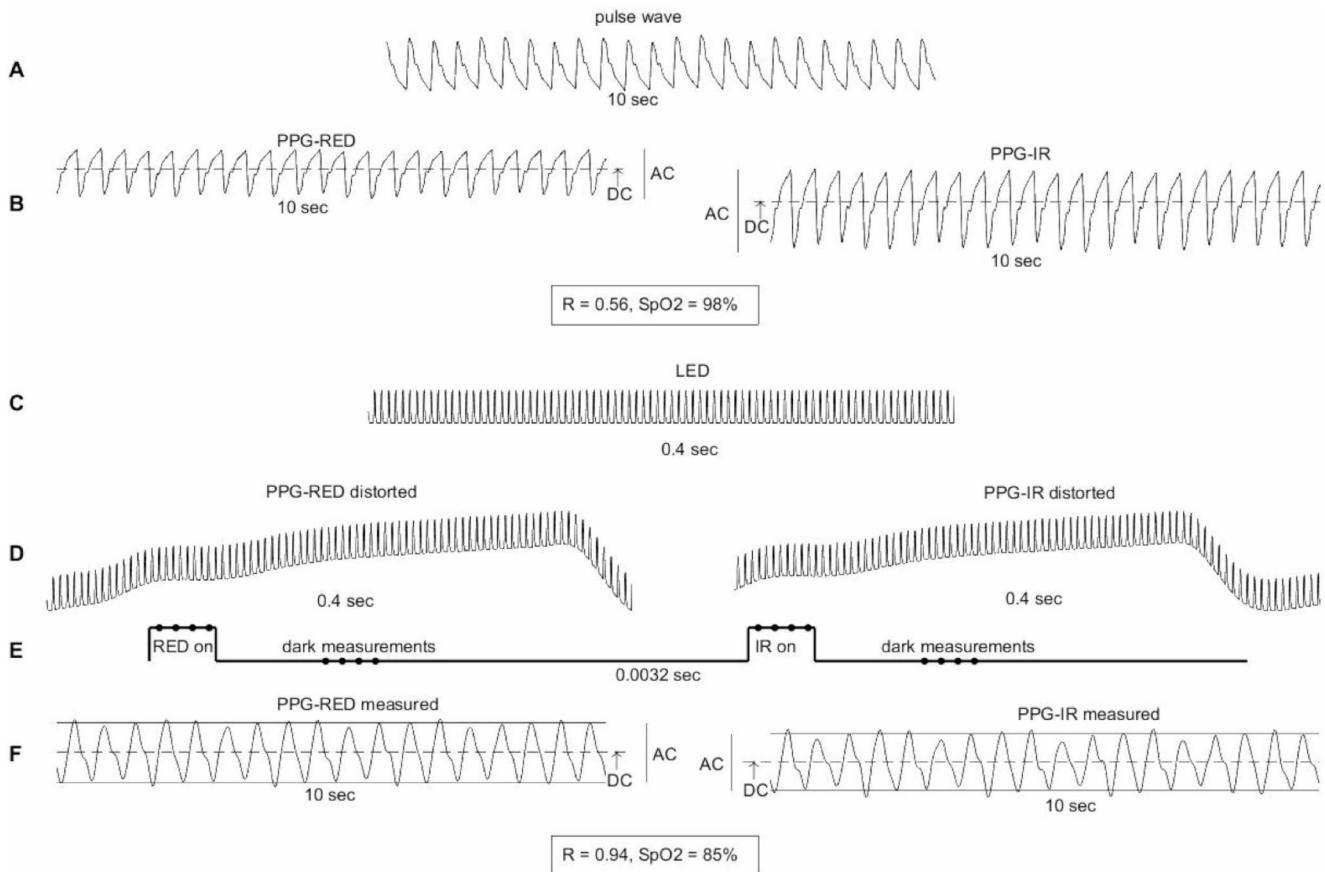 pulse wave
A
10 sec
PPG-RED
PPG-IR
B
AC
DC
10 sec
AC
DC
10 sec
R = 0.56, SpO2 = 98%
LED
C
0.4 sec
PPG-RED distorted
PPG-IR distorted
D
0.4 sec
0.4 sec
E
RED on
dark measurements
IR on
dark measurements
0.0032 sec
PPG-RED measured
PPG-IR measured
F
AC
DC
10 sec
AC
DC
10 sec
R = 0.94, SpO2 = 85%